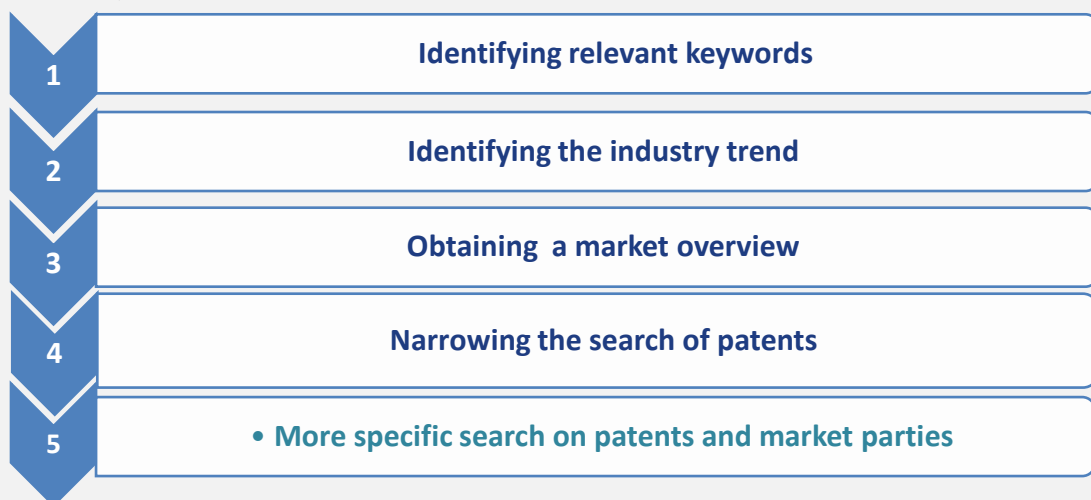 1 Identifying relevant keywords
2 Identifying the industry trend
3 Obtaining  a market overview
4 Narrowing the search of patents
5 • More specific search on patents and market parties